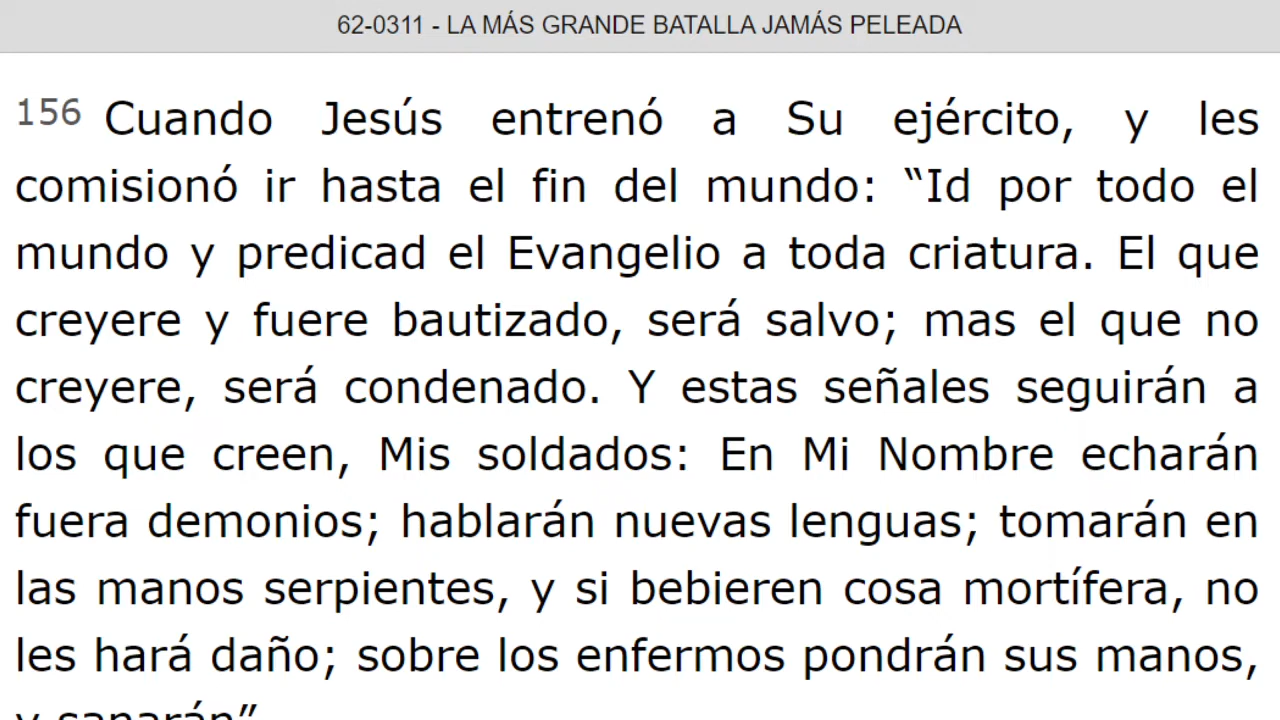 62-0311 - LA MÁS GRANDE BATALLA JAMÁS PELEADA
156 Cuando Jesús entrenó a Su ejército, y les
comisionó ir hasta el fin del mundo: “Id por todo el
mundo y predicad el Evangelio a toda criatura. El que
creyere y fuere bautizado, será salvo; mas el que no
creyere, será condenado. Y estas señales seguirán a
los que creen, Mis soldados: En Mi Nombre echarán
fuera demonios; hablarán nuevas lenguas; tomarán en
las manos serpientes, y si bebieren cosa mortífera, no
les hará daño; sobre los enfermos pondrán sus manos,
y sanarán”